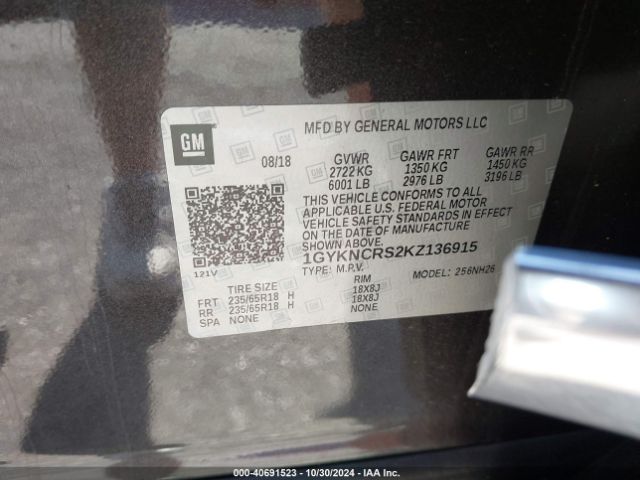 GM
MFD BY GENERAL MOTORS LLC
08/18 GVWR GAWR FRT GAWR RR
2722 KG 1350 KG 1450 KG
6001 LB 2976 LB 3196 LB
THIS VEHICLE CONFORMS TO ALL
APPLICABLE U.S. FEDERAL MOTOR
VEHICLE SAFETY STANDARDS IN EFFECT
ON THE DATE OF MANUFACTURE
SHOWN ABOVE.
1GYKNCRS2KZ136915
121V
TYPE: M.P.V. MODEL: 256NH26
TIRE SIZE RIM
FRT 235/65R18 H 18X8J
RR 235/65R18 H 18X8J
SPA NONE NONE
000-40691523 - 10/30/2024 - IAA Inc.